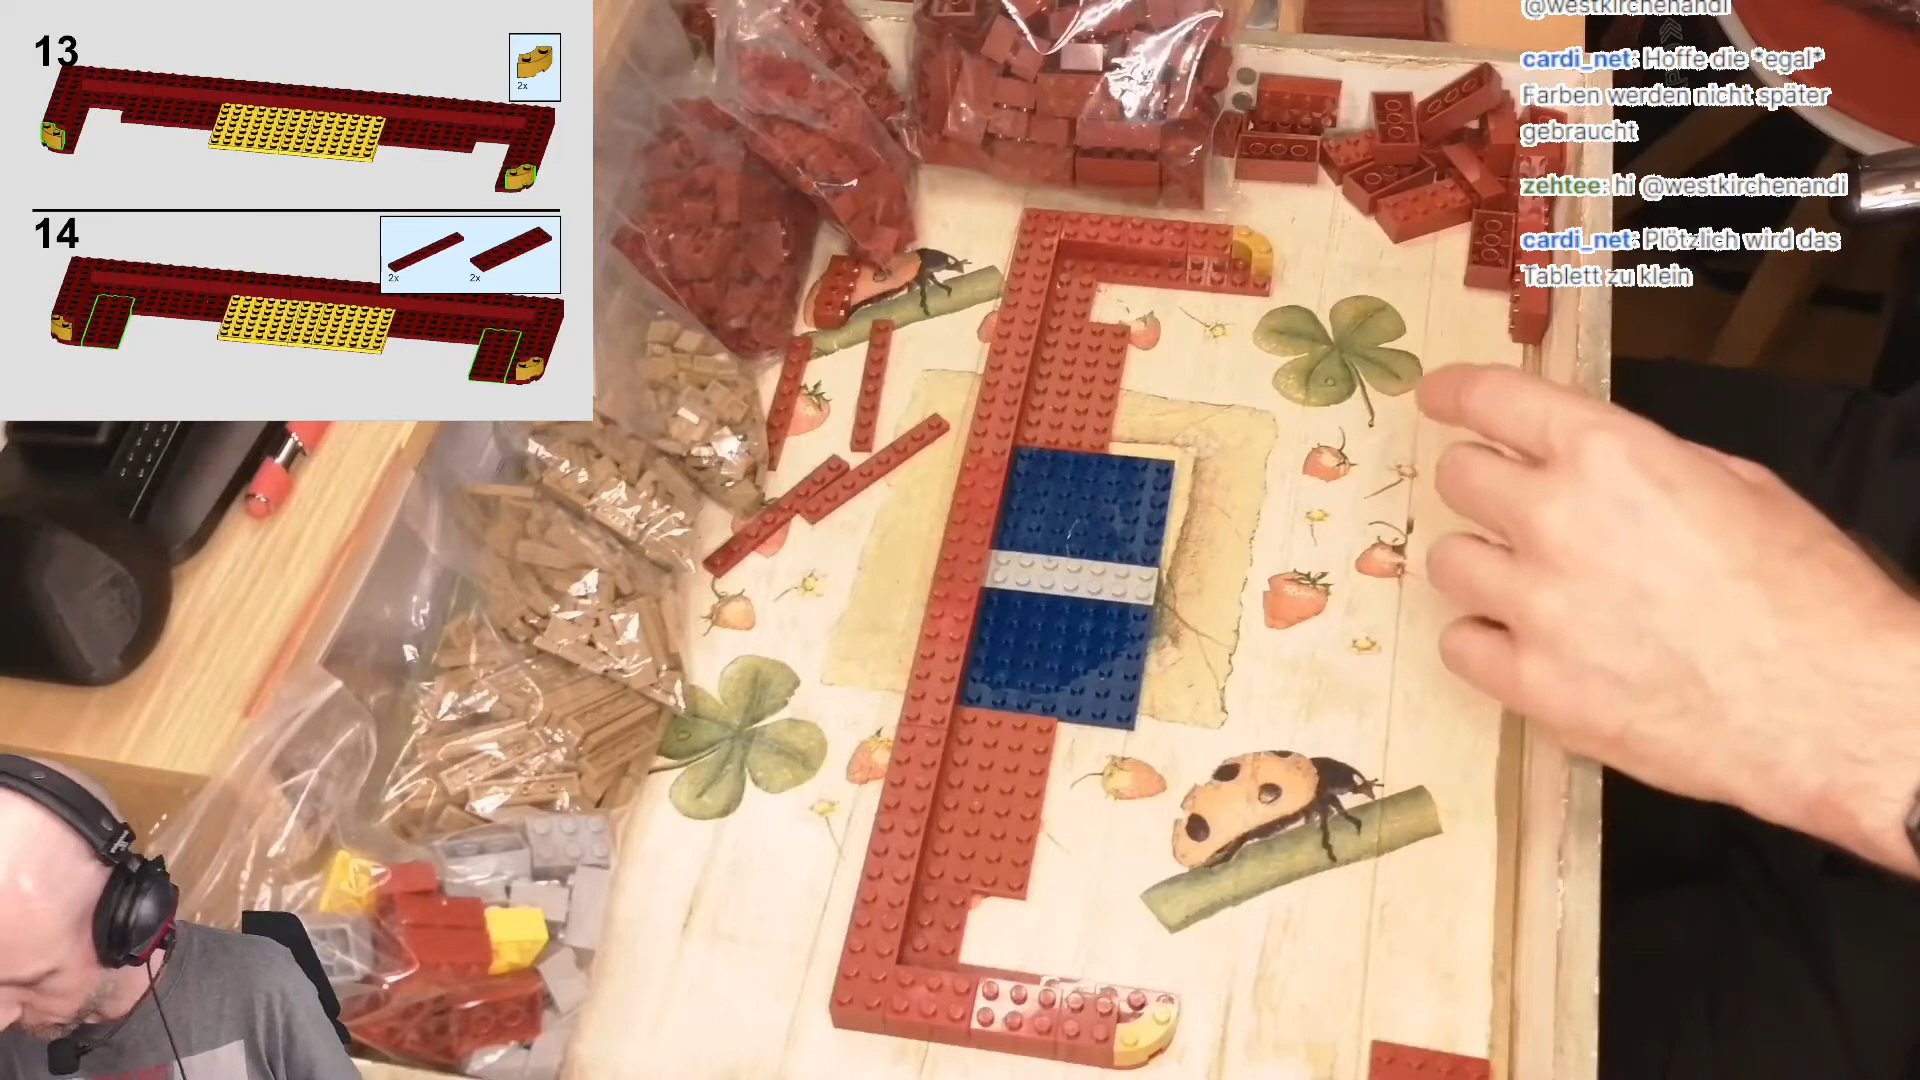 13
2x
14
2x
2x
@westkirchenandi
cardi_net: Hoffe die *egal*
Farben werden nicht später
gebraucht
zehtee: hi @westkirchenandi
cardi_net: Plötzlich wird das
Tablett zu klein